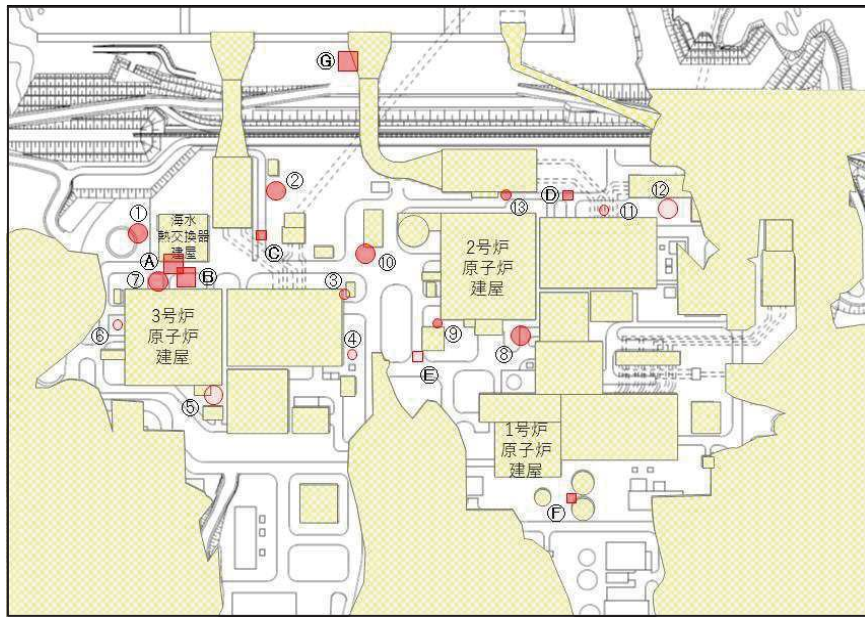 Ⓖ
②
Ⓓ
⑫
⑬
⑪
①
海水
熱交換器
建屋
Ⓒ
⑩
2号炉
原子炉
建屋
Ⓐ
Ⓑ
⑦
③
3号炉
原子炉
建屋
⑥
④
⑨
⑧
Ⓔ
⑤
1号炉
原子炉
建屋
Ⓕ